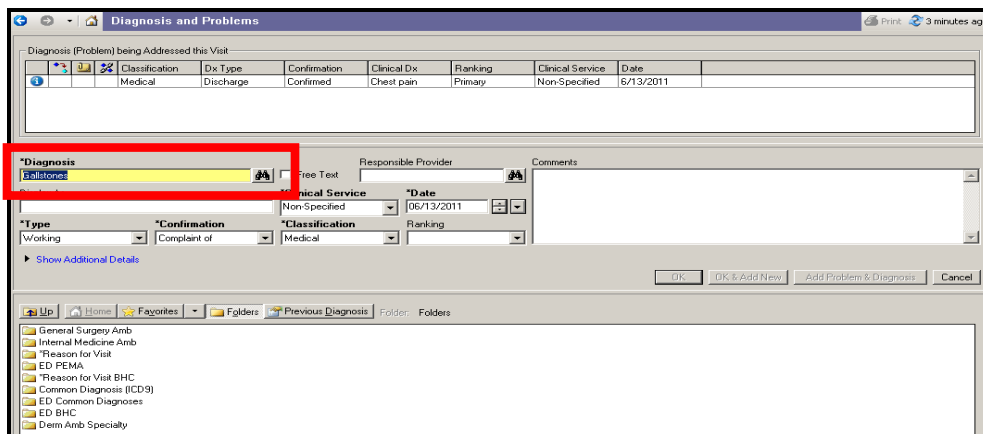 Diagnosis and Problems
Print 3 minutes ag
Diagnosis (Problem) being Addressed this Visit
Classification Dx Type Confirmation Clinical Dx Ranking Clinical Service Date
Medical Discharge Confirmed Chest pain Primary Non-Specified 6/13/2011
*Diagnosis Responsible Provider Comments
Gallstones Free Text
*Clinical Service *Date
Non-Specified 06/13/2011
*Type *Confirmation *Classification Ranking
Working Complaint of Medical
Show Additional Details
OK OK & Add New Add Problem & Diagnosis Cancel
Up Home Favorites Folders Previous Diagnosis Folder: Folders
General Surgery Amb
Internal Medicine Amb
*Reason for Visit
ED PEMA
*Reason for Visit BHC
Common Diagnosis (ICD9)
ED Common Diagnoses
ED BHC
Derm Amb Specialty